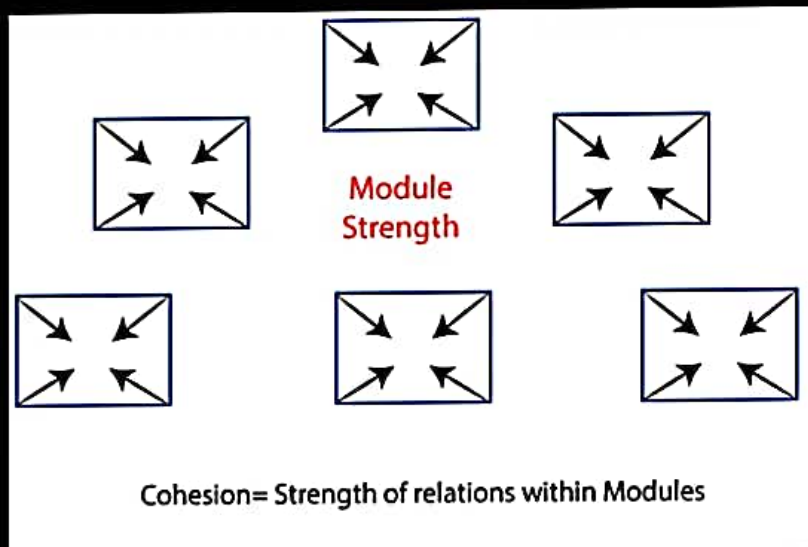 Module
Strength
Cohesion= Strength of relations within Modules